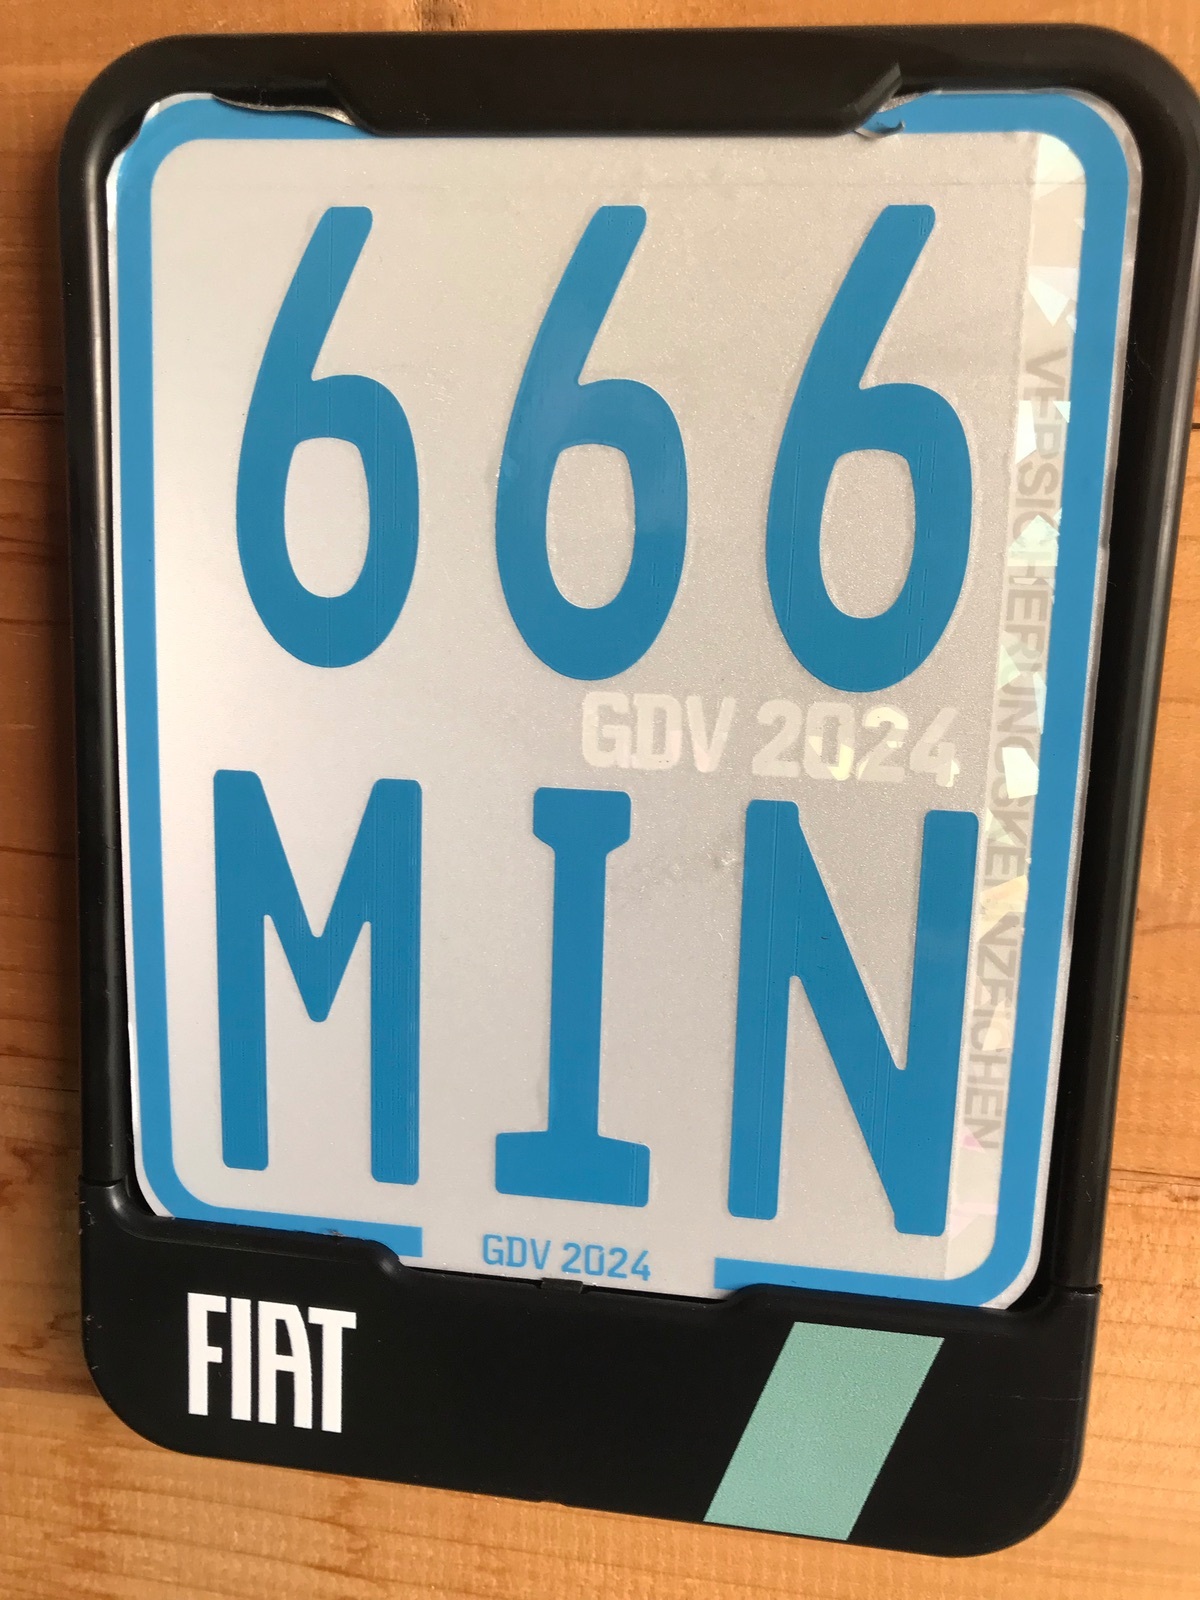 666
GDV 2024
MIN
VERSICHERUNGSKENNZEICHEN
GDV 2024
FIAT